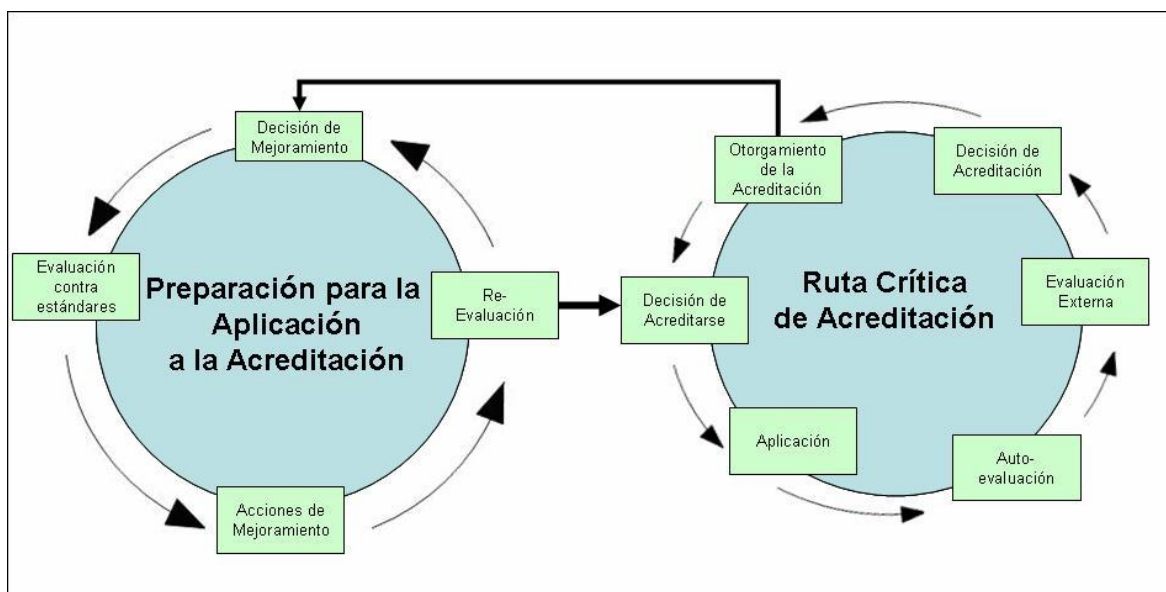 Decisión de
Mejoramiento
Evaluación
contra
estándares
Preparación para la
Aplicación
a la Acreditación
Re-
Evaluación
Acciones de
Mejoramiento
Otorgamiento
de la
Acreditación
Decisión de
Acreditación
Decisión de
Acreditarse
Ruta Crítica
de Acreditación
Evaluación
Externa
Aplicación
Auto-
evaluación